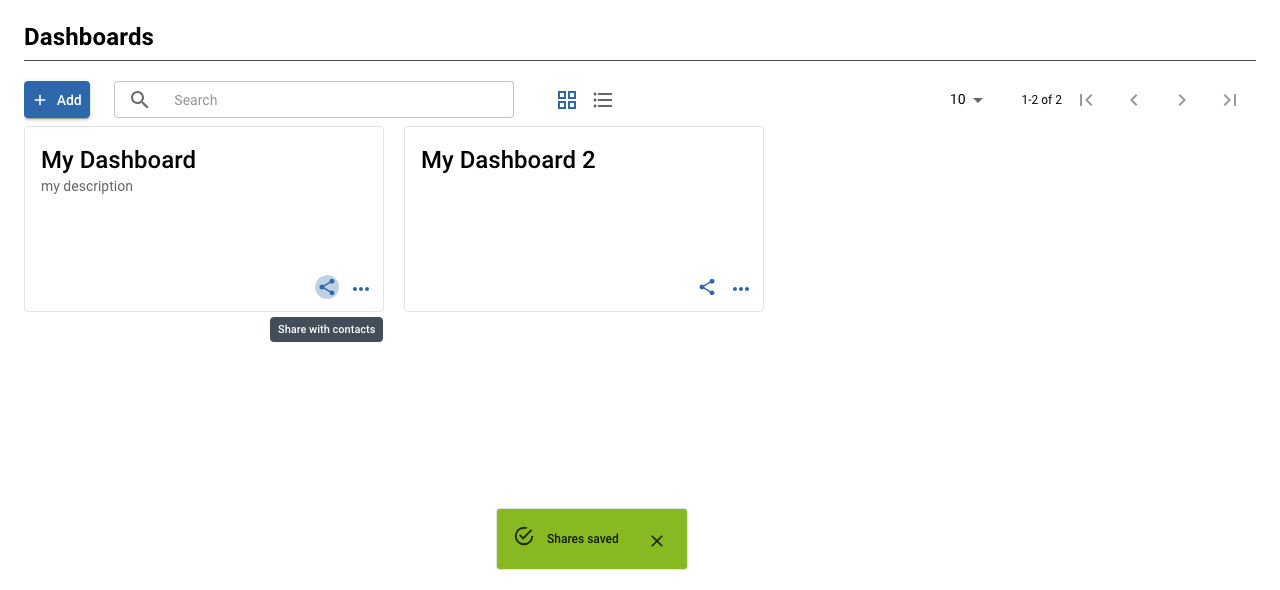 Dashboards
Add
Search
10
1-2 of 2
My Dashboard
my description
My Dashboard 2
Share with contacts
Shares saved